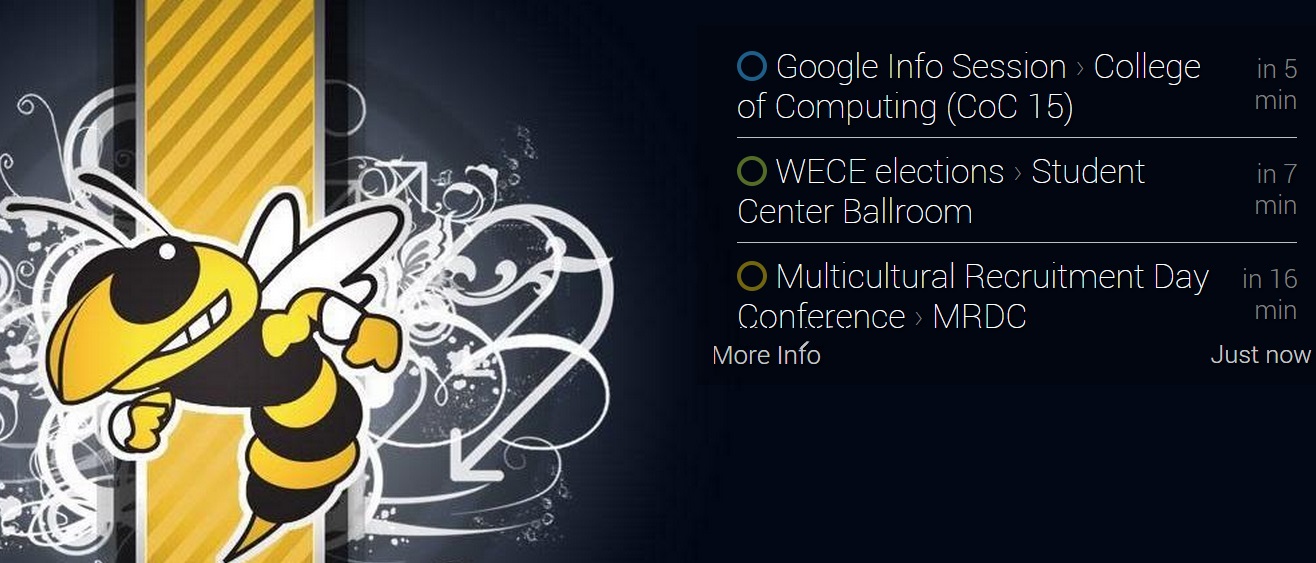 Google Info Session › College
in 5
of Computing (CoC 15)
min
WECE elections › Student
in 7
Center Ballroom
min
Multicultural Recruitment Day
in 16
Conference › MRDC
min
More Info
Just now